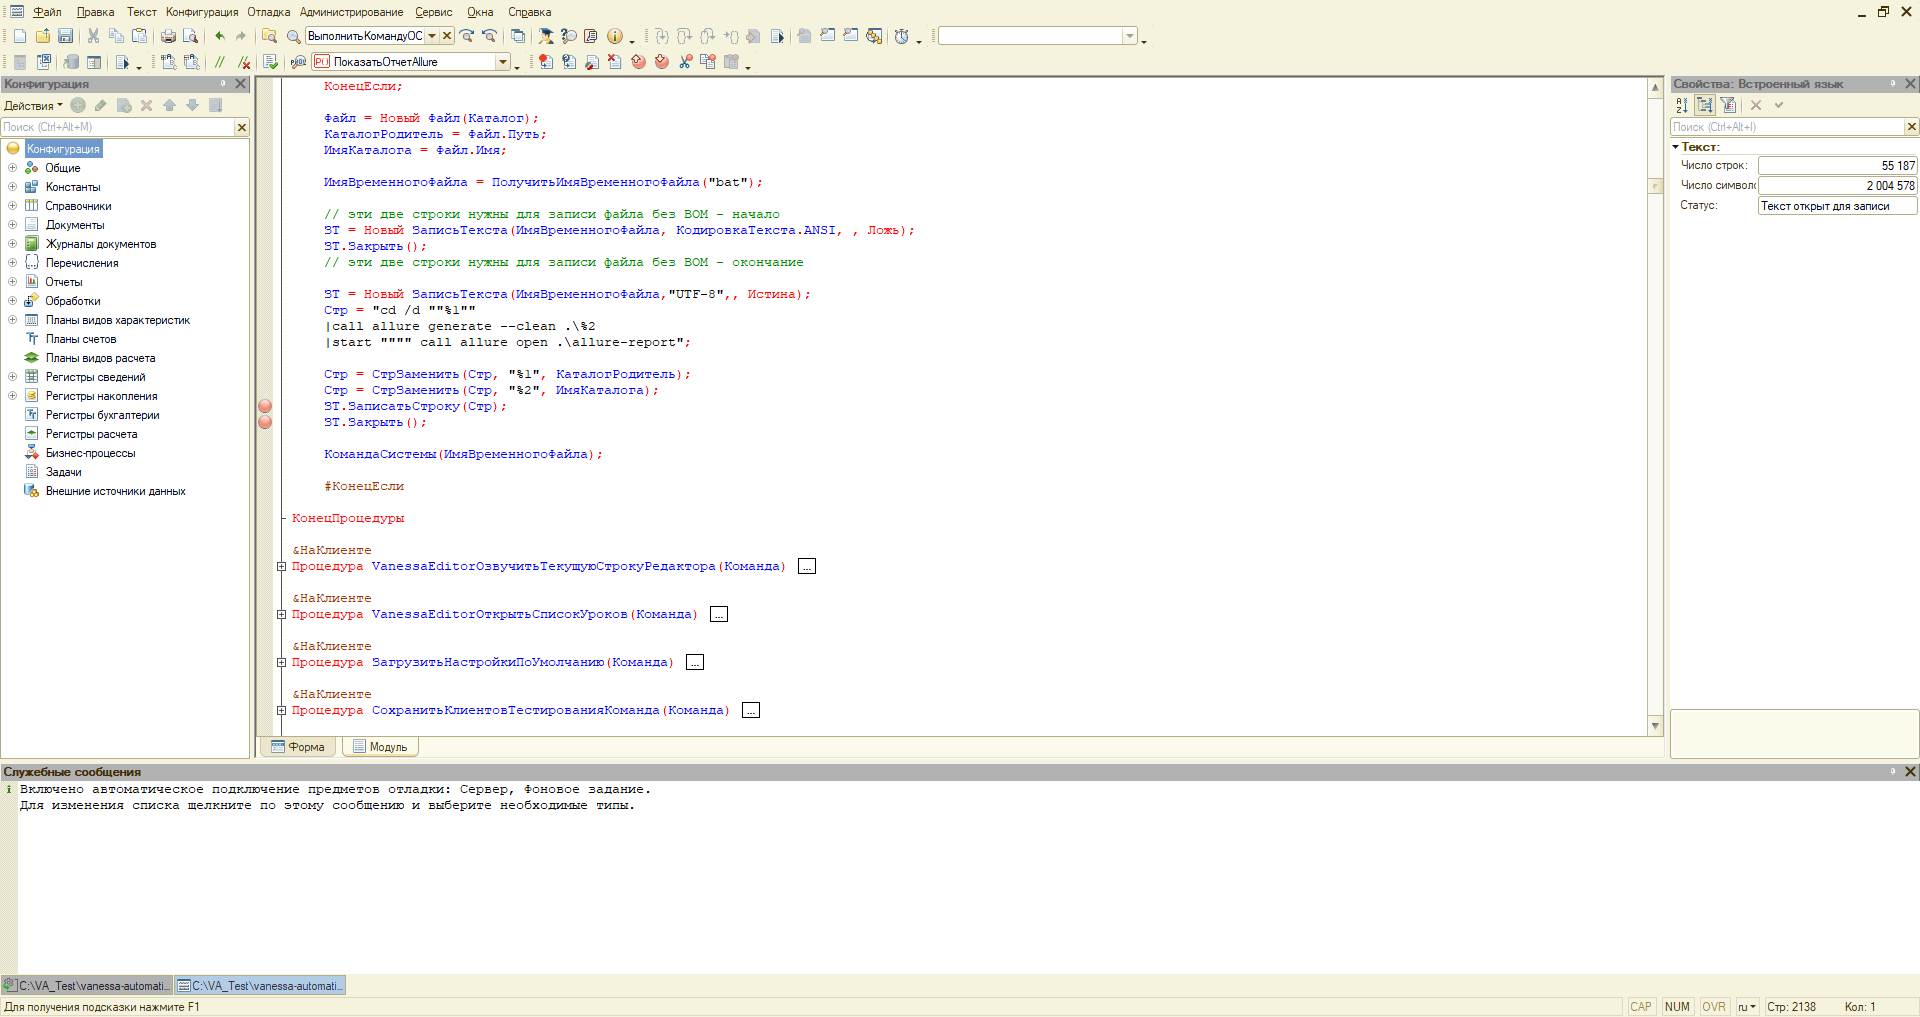 Файл Правка Текст Конфигурация Отладка Администрирование Сервис Окна Справка
ВыполнитьКомандуОС
ПоказатьОтчетAllure
Конфигурация
Действия
Поиск (Ctrl+Alt+M)
Конфигурация
Общие
Константы
Справочники
Документы
Журналы документов
Перечисления
Отчеты
Обработки
Планы видов характеристик
Планы счетов
Планы видов расчета
Регистры сведений
Регистры накопления
Регистры бухгалтерии
Регистры расчета
Бизнес-процессы
Задачи
Внешние источники данных
КонецЕсли;
Файл = Новый Файл(Каталог);
КаталогРодитель = Файл.Путь;
ИмяКаталога = Файл.Имя;
ИмяВременногоФайла = ПолучитьИмяВременногоФайла("bat");
// эти две строки нужны для записи файла без BOM - начало
ЗТ = Новый ЗаписьТекста(ИмяВременногоФайла, КодировкаТекста.ANSI, , Ложь);
ЗТ.Закрыть();
// эти две строки нужны для записи файла без BOM - окончание
ЗТ = Новый ЗаписьТекста(ИмяВременногоФайла,"UTF-8",, Истина);
Стр = "cd /d ""%1""
|call allure generate --clean .\%2
|start """" call allure open .\allure-report";
Стр = СтрЗаменить(Стр, "%1", КаталогРодитель);
Стр = СтрЗаменить(Стр, "%2", ИмяКаталога);
ЗТ.ЗаписатьСтроку(Стр);
ЗТ.Закрыть();
КомандаСистемы(ИмяВременногоФайла);
#КонецЕсли
КонецПроцедуры
&НаКлиенте
Процедура VanessaEditorОзвучитьТекущуюСтрокуРедактора(Команда) ...
&НаКлиенте
Процедура VanessaEditorОткрытьСписокУроков(Команда) ...
&НаКлиенте
Процедура ЗагрузитьНастройкиПоУмолчанию(Команда) ...
&НаКлиенте
Процедура СохранитьКлиентовТестированияКоманда(Команда) ...
Форма Модуль
Свойства: Встроенный язык
Поиск (Ctrl+Alt+I)
Текст:
Число строк: 55 187
Число символо 2 004 578
Статус: Текст открыт для записи
Служебные сообщения
Включено автоматическое подключение предметов отладки: Сервер, Фоновое задание.
Для изменения списка щелкните по этому сообщению и выберите необходимые типы.
C:\VA_Test\vanessa-automati... C:\VA_Test\vanessa-automati...
Для получения подсказки нажмите F1 CAP NUM OVR ru Стр: 2138 Кол: 1